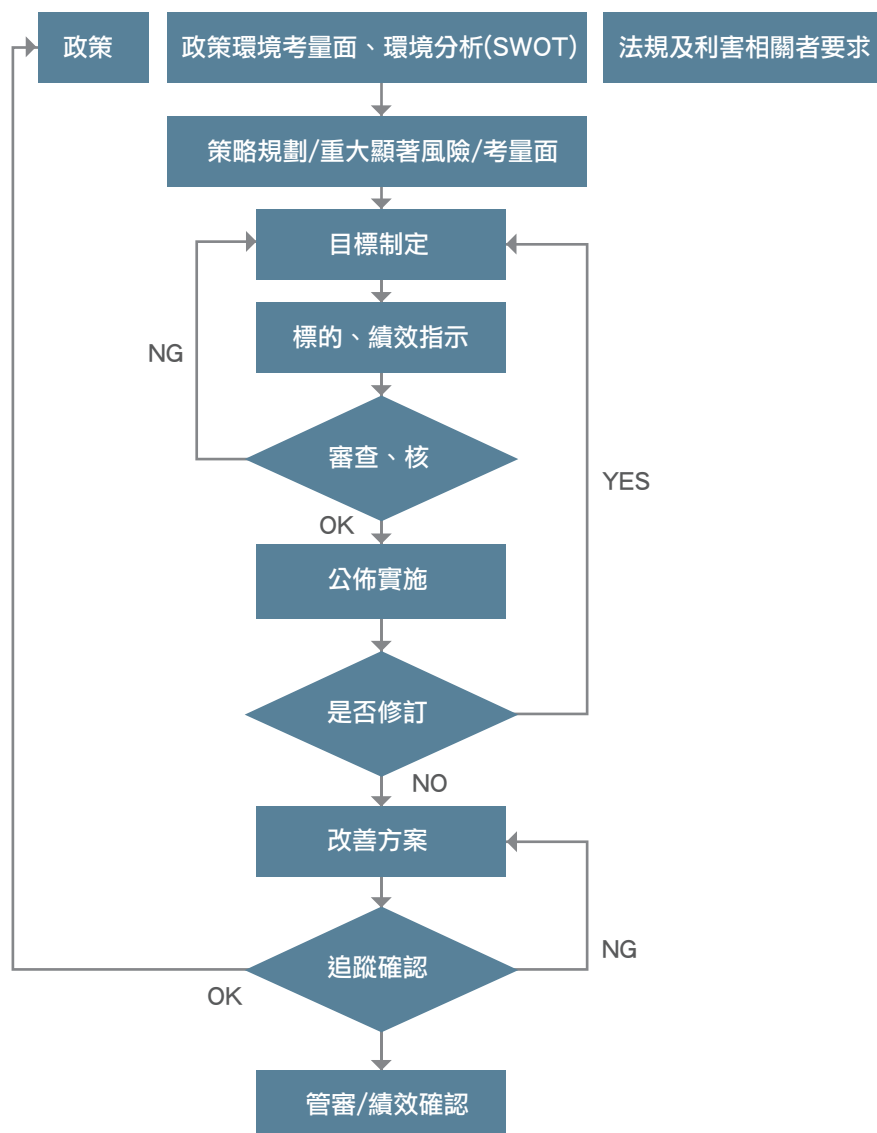 政策
政策環境考量面、環境分析(SWOT)
法規及利害相關者要求
策略規劃/重大顯著風險/考量面
目標制定
標的、績效指示
NG
審查、核
YES
OK
公佈實施
是否修訂
NO
改善方案
NG
追蹤確認
OK
管審/績效確認